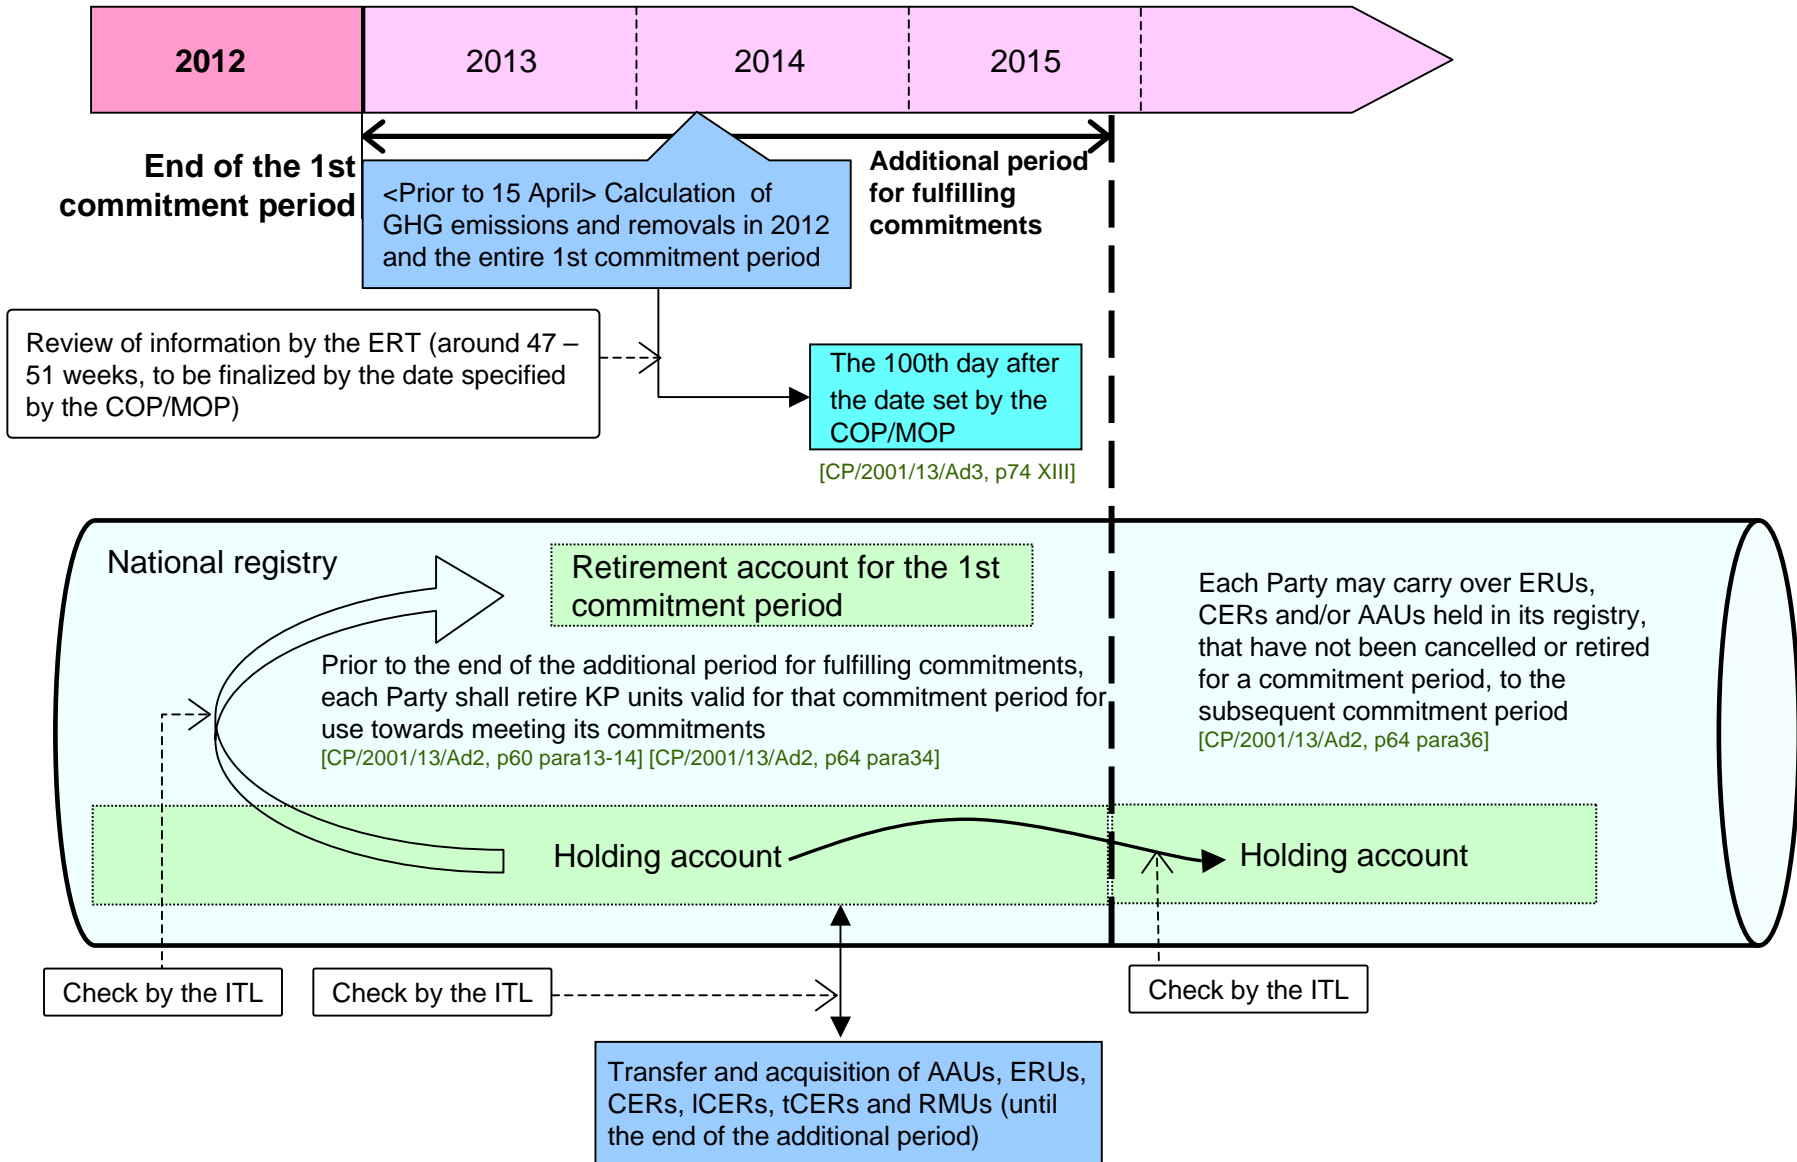 2012
2013
2014
2015
End of the 1st
commitment period
<Prior to 15 April> Calculation of
GHG emissions and removals in 2012
and the entire 1st commitment period
Additional period
for fulfilling
commitments
Review of information by the ERT (around 47 –
51 weeks, to be finalized by the date specified
by the COP/MOP)
The 100th day after
the date set by the
COP/MOP
[CP/2001/13/Ad3, p74 XIII]
National registry
Retirement account for the 1st
commitment period
Prior to the end of the additional period for fulfilling commitments,
each Party shall retire KP units valid for that commitment period for
use towards meeting its commitments
[CP/2001/13/Ad2, p60 para13-14] [CP/2001/13/Ad2, p64 para34]
Each Party may carry over ERUs,
CERs and/or AAUs held in its registry,
that have not been cancelled or retired
for a commitment period, to the
subsequent commitment period
[CP/2001/13/Ad2, p64 para36]
Holding account
Holding account
Check by the ITL
Check by the ITL
Check by the ITL
Transfer and acquisition of AAUs, ERUs,
CERs, lCERs, tCERs and RMUs (until
the end of the additional period)